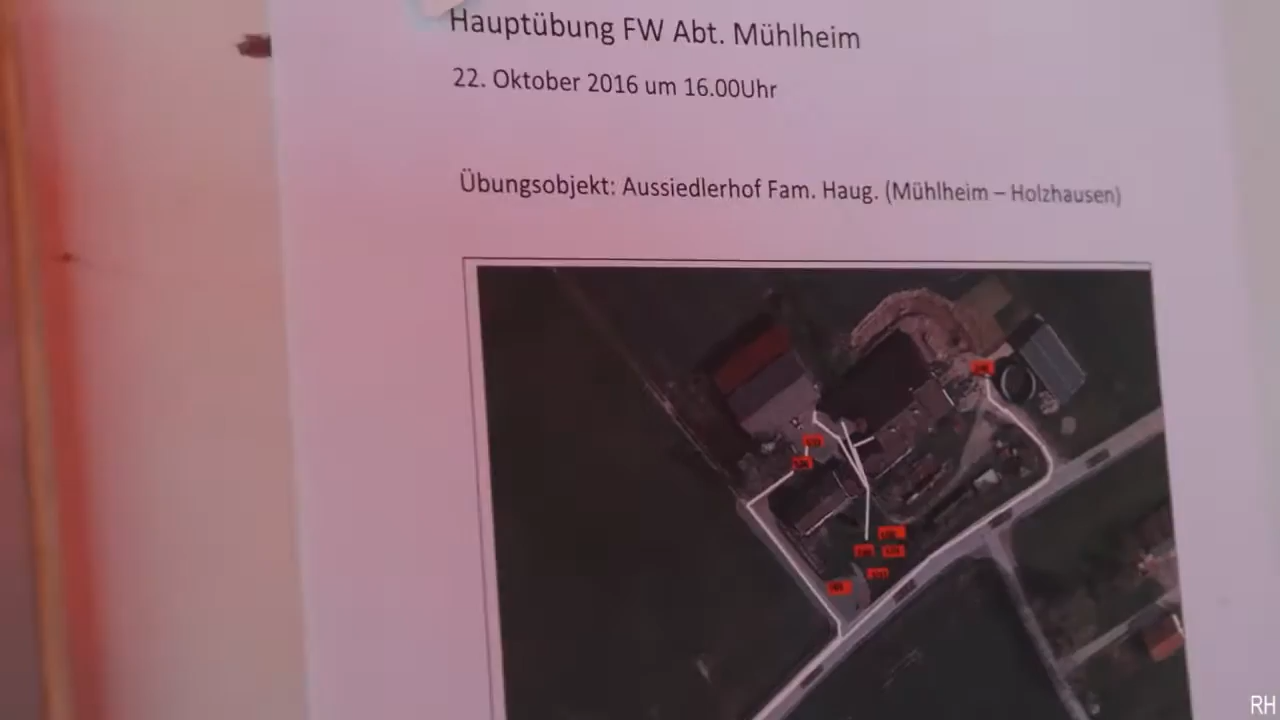 Hauptübung FW Abt. Mühlheim
22. Oktober 2016 um 16.00Uhr
Übungsobjekt: Aussiedlerhof Fam. Haug. (Mühlheim – Holzhausen)
RH